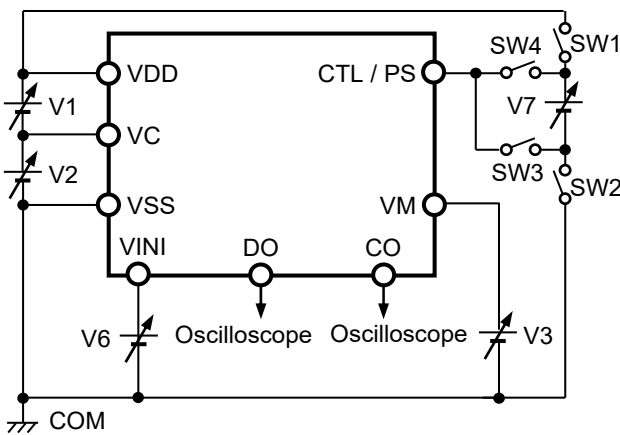 SW1
SW4
VDD
CTL / PS
V1
V7
VC
V2
SW3
SW2
VSS
VM
VINI
DO
CO
V6
Oscilloscope
Oscilloscope
V3
COM